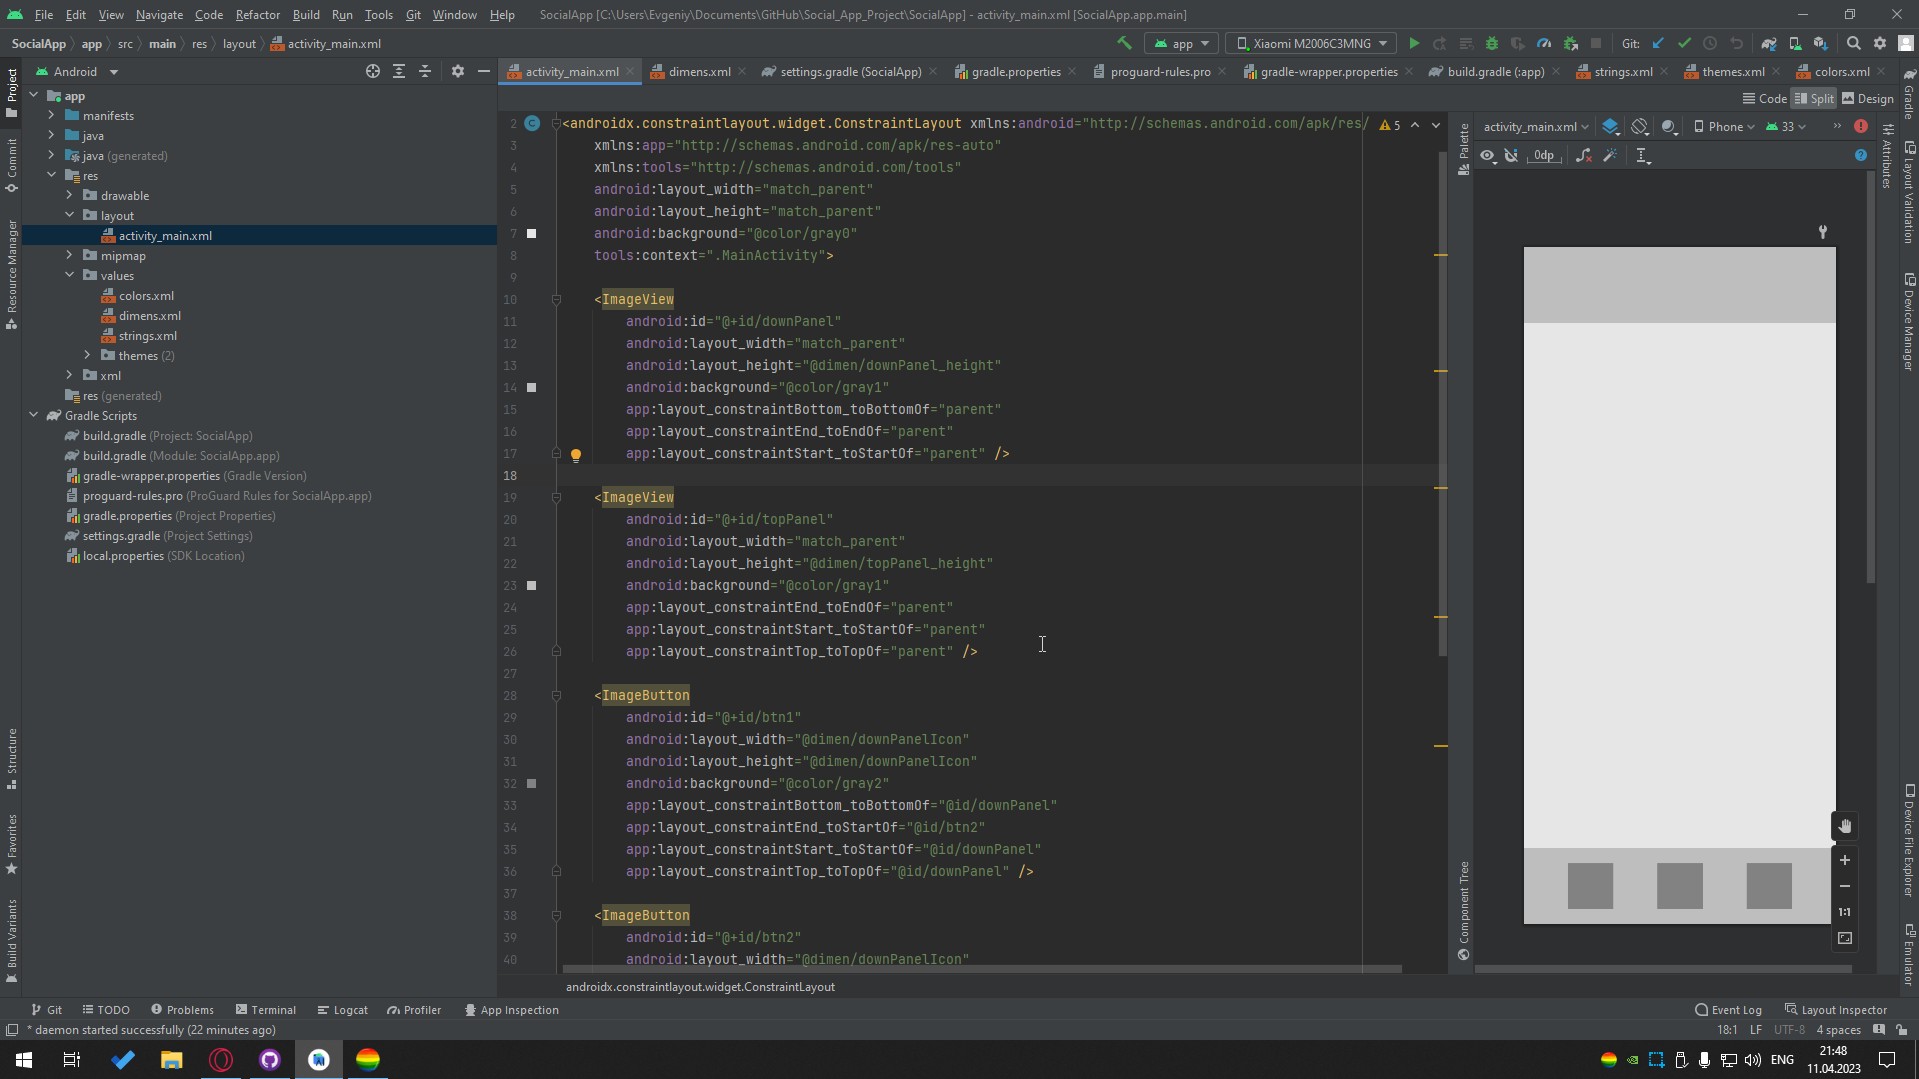 File Edit View Navigate Code Refactor Build Run Tools Git Window Help SocialApp [C:\Users\Evgeniy\Documents\GitHub\Social_App_Project\SocialApp] - activity_main.xml [SocialApp.app.main]
SocialApp app src main res layout activity_main.xml app Xiaomi M2006C3MNG Git:
Android
activity_main.xml dimens.xml settings.gradle (SocialApp) gradle.properties proguard-rules.pro gradle-wrapper.properties build.gradle (:app) strings.xml themes.xml colors.xml
Code Split Design
activity_main.xml Phone 33
0dp
Project
Commit
Resource Manager
Structure
Favorites
Build Variants
app
manifests
java
java (generated)
res
drawable
layout
activity_main.xml
mipmap
values
colors.xml
dimens.xml
strings.xml
themes (2)
xml
res (generated)
Gradle Scripts
build.gradle (Project: SocialApp)
build.gradle (Module: SocialApp.app)
gradle-wrapper.properties (Gradle Version)
proguard-rules.pro (ProGuard Rules for SocialApp.app)
gradle.properties (Project Properties)
settings.gradle (Project Settings)
local.properties (SDK Location)
2 <androidx.constraintlayout.widget.ConstraintLayout xmlns:android="http://schemas.android.com/apk/res/ 5
3 xmlns:app="http://schemas.android.com/apk/res-auto"
4 xmlns:tools="http://schemas.android.com/tools"
5 android:layout_width="match_parent"
6 android:layout_height="match_parent"
7 android:background="@color/gray0"
8 tools:context=".MainActivity">
9
10 <ImageView
11 android:id="@+id/downPanel"
12 android:layout_width="match_parent"
13 android:layout_height="@dimen/downPanel_height"
14 android:background="@color/gray1"
15 app:layout_constraintBottom_toBottomOf="parent"
16 app:layout_constraintEnd_toEndOf="parent"
17 app:layout_constraintStart_toStartOf="parent" />
18
19 <ImageView
20 android:id="@+id/topPanel"
21 android:layout_width="match_parent"
22 android:layout_height="@dimen/topPanel_height"
23 android:background="@color/gray1"
24 app:layout_constraintEnd_toEndOf="parent"
25 app:layout_constraintStart_toStartOf="parent"
26 app:layout_constraintTop_toTopOf="parent" />
27
28 <ImageButton
29 android:id="@+id/btn1"
30 android:layout_width="@dimen/downPanelIcon"
31 android:layout_height="@dimen/downPanelIcon"
32 android:background="@color/gray2"
33 app:layout_constraintBottom_toBottomOf="@id/downPanel"
34 app:layout_constraintEnd_toStartOf="@id/btn2"
35 app:layout_constraintStart_toStartOf="@id/downPanel"
36 app:layout_constraintTop_toTopOf="@id/downPanel" />
37
38 <ImageButton
39 android:id="@+id/btn2"
40 android:layout_width="@dimen/downPanelIcon"
androidx.constraintlayout.widget.ConstraintLayout
Palette
Component Tree
1:1
Attributes
Gradle
Layout Validation
Device Manager
Device File Explorer
Emulator
Git TODO Problems Terminal Logcat Profiler App Inspection Event Log Layout Inspector
* daemon started successfully (22 minutes ago) 18:1 LF UTF-8 4 spaces
ENG 21:48
11.04.2023